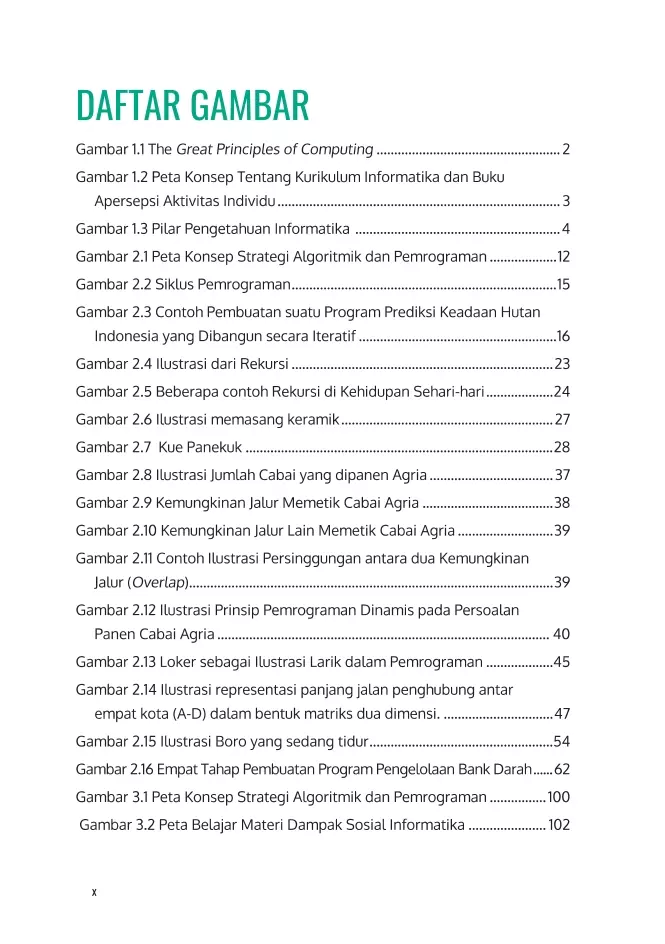 DAFTAR GAMBAR
Gambar 1.1 The Great Principles of Computing .................................................... 2
Gambar 1.2 Peta Konsep Tentang Kurikulum Informatika dan Buku
Apersepsi Aktivitas Individu ................................................................................ 3
Gambar 1.3 Pilar Pengetahuan Informatika .......................................................... 4
Gambar 2.1 Peta Konsep Strategi Algoritmik dan Pemrograman ...................12
Gambar 2.2 Siklus Pemrograman...........................................................................15
Gambar 2.3 Contoh Pembuatan suatu Program Prediksi Keadaan Hutan
Indonesia yang Dibangun secara Iteratif ........................................................16
Gambar 2.4 Ilustrasi dari Rekursi ..........................................................................23
Gambar 2.5 Beberapa contoh Rekursi di Kehidupan Sehari-hari...................24
Gambar 2.6 Ilustrasi memasang keramik............................................................27
Gambar 2.7  Kue Panekuk .......................................................................................28
Gambar 2.8 Ilustrasi Jumlah Cabai yang dipanen Agria ...................................37
Gambar 2.9 Kemungkinan Jalur Memetik Cabai Agria .....................................38
Gambar 2.10 Kemungkinan Jalur Lain Memetik Cabai Agria ...........................39
Gambar 2.11 Contoh Ilustrasi Persinggungan antara dua Kemungkinan
Jalur (Overlap).......................................................................................................39
Gambar 2.12 Ilustrasi Prinsip Pemrograman Dinamis pada Persoalan
Panen Cabai Agria .............................................................................................. 40
Gambar 2.13 Loker sebagai Ilustrasi Larik dalam Pemrograman ...................45
Gambar 2.14 Ilustrasi representasi panjang jalan penghubung antar
empat kota (A-D) dalam bentuk matriks dua dimensi. ...............................47
Gambar 2.15 Ilustrasi Boro yang sedang tidur....................................................54
Gambar 2.16 Empat Tahap Pembuatan Program Pengelolaan Bank Darah......62
Gambar 3.1 Peta Konsep Strategi Algoritmik dan Pemrograman ................100
Gambar 3.2 Peta Belajar Materi Dampak Sosial Informatika ...................... 102
x